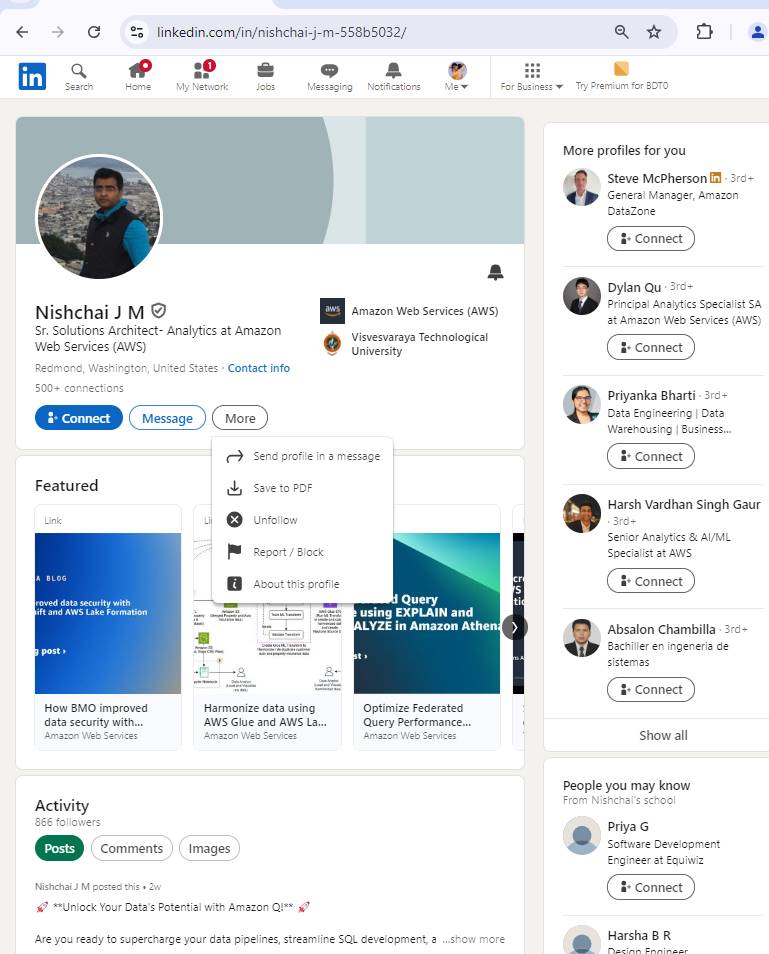 linkedin.com/in/nishchai-j-m-558b5032/
in
Search
Home
1
My Network
Jobs
Messaging
Notifications
Me
For Business
Try Premium for BDT0
Nishchai J M
Sr. Solutions Architect- Analytics at Amazon
Web Services (AWS)
Redmond, Washington, United States · Contact info
500+ connections
aws
Amazon Web Services (AWS)
Visvesvaraya Technological
University
Connect
Message
More
Send profile in a message
Save to PDF
Unfollow
Report / Block
About this profile
Featured
Link
A BLOG
roved data security with
ift and AWS Lake Formation
g post ›
How BMO improved
data security with...
Amazon Web Services
Harmonize data using
AWS Glue and AWS La...
Amazon Web Services
d Query
e using EXPLAIN and
ALYZE in Amazon Athena
st ›
Optimize Federated
Query Performance...
Amazon Web Services
Activity
866 followers
Posts
Comments
Images
Nishchai J M posted this • 2w
🚀 **Unlock Your Data's Potential with Amazon Q!** 🚀
Are you ready to supercharge your data pipelines, streamline SQL development, a ...show more
More profiles for you
Steve McPherson in · 3rd+
General Manager, Amazon
DataZone
Connect
Dylan Qu · 3rd+
Principal Analytics Specialist SA
at Amazon Web Services (AWS)
Connect
Priyanka Bharti · 3rd+
Data Engineering | Data
Warehousing | Business...
Connect
Harsh Vardhan Singh Gaur
· 3rd+
Senior Analytics & AI/ML
Specialist at AWS
Connect
Absalon Chambilla · 3rd+
Bachiller en ingeneria de
sistemas
Connect
Show all
People you may know
From Nishchai's school
Priya G
Software Development
Engineer at Equiwiz
Connect
Harsha B R
Design Engineer